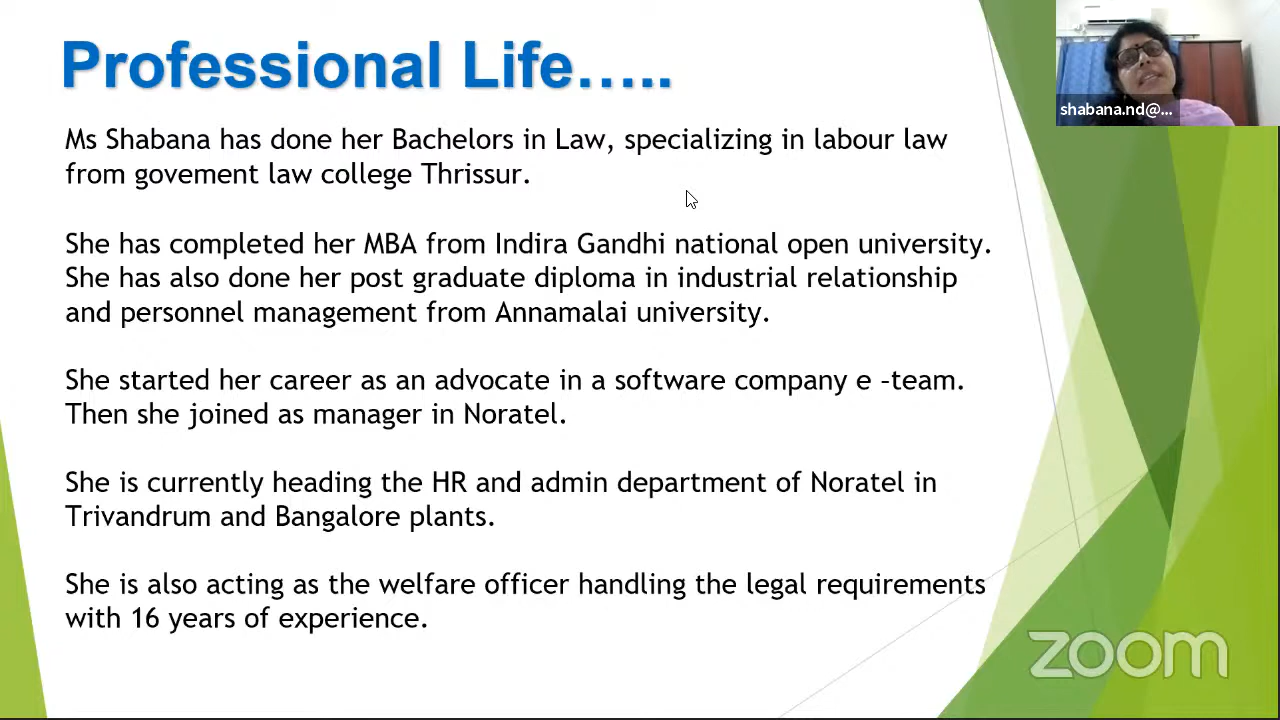 Professional Life…..
shabana.nd@...
Ms Shabana has done her Bachelors in Law, specializing in labour law
from govement law college Thrissur.
She has completed her MBA from Indira Gandhi national open university.
She has also done her post graduate diploma in industrial relationship
and personnel management from Annamalai university.
She started her career as an advocate in a software company e –team.
Then she joined as manager in Noratel.
She is currently heading the HR and admin department of Noratel in
Trivandrum and Bangalore plants.
She is also acting as the welfare officer handling the legal requirements
with 16 years of experience.
zoom